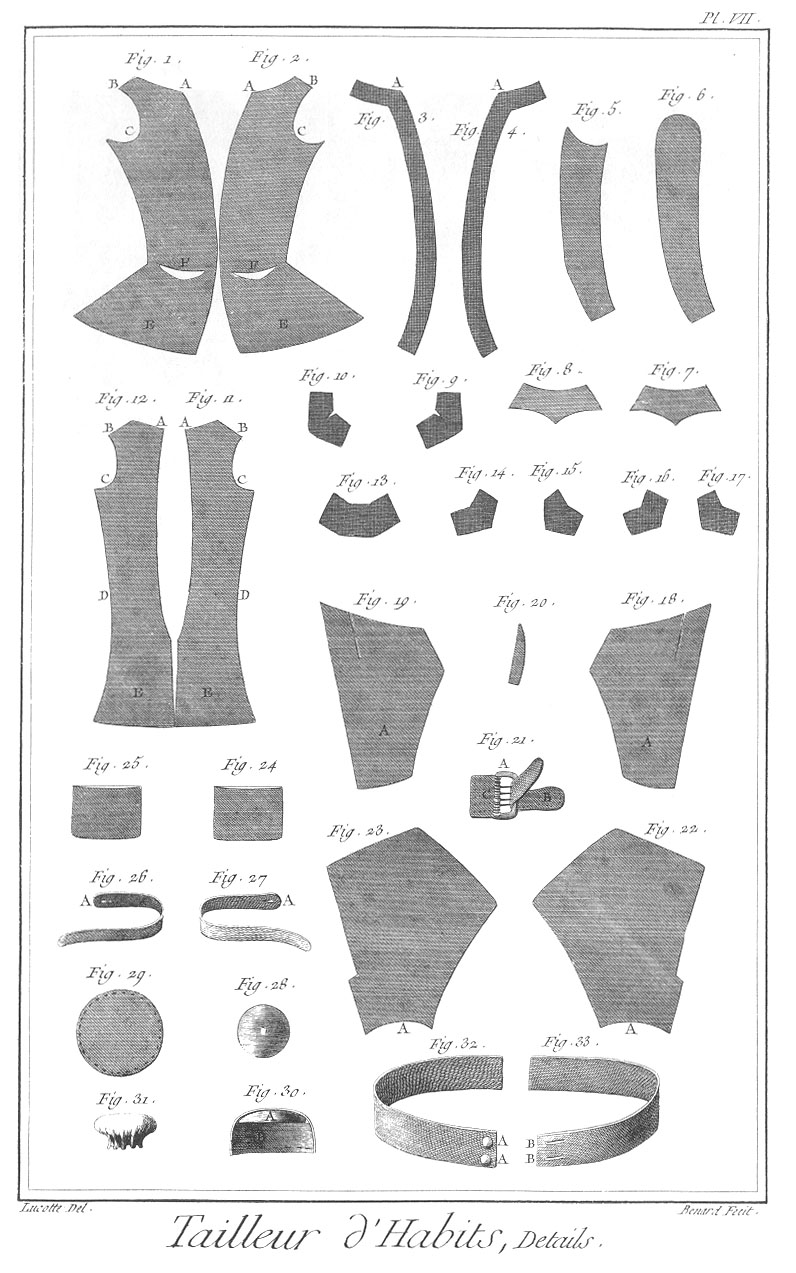 Pl. VII.
Fig. 1. Fig. 2.
B A A B A A
Fig. 5. Fig. 6.
C C Fig. 3. Fig. 4.
F F
E E
Fig. 10. Fig. 9. Fig. 8. Fig. 7.
Fig. 12. Fig. 11.
B A A B
C C
Fig. 13. Fig. 14. Fig. 15. Fig. 16. Fig. 17.
D D
Fig. 19. Fig. 20. Fig. 18.
E E
A A
Fig. 21.
A
C B
Fig. 25. Fig. 24
Fig. 23. Fig. 22.
Fig. 26. Fig. 27
A A
Fig. 29. Fig. 28.
A A
Fig. 32. Fig. 33.
Fig. 31. Fig. 30.
A
A B
A B
Lucotte Del. Benard Fecit.
Tailleur d'Habits, Details.